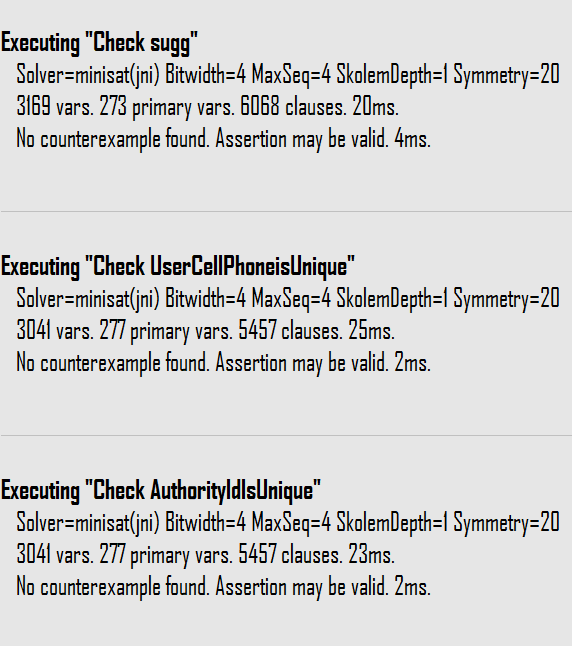 Executing "Check sugg"
Solver=minisat(jni) Bitwidth=4 MaxSeq=4 SkolemDepth=1 Symmetry=20
3169 vars. 273 primary vars. 6068 clauses. 20ms.
No counterexample found. Assertion may be valid. 4ms.
Executing "Check UserCellPhoneisUnique"
Solver=minisat(jni) Bitwidth=4 MaxSeq=4 SkolemDepth=1 Symmetry=20
3041 vars. 277 primary vars. 5457 clauses. 25ms.
No counterexample found. Assertion may be valid. 2ms.
Executing "Check AuthorityIdIsUnique"
Solver=minisat(jni) Bitwidth=4 MaxSeq=4 SkolemDepth=1 Symmetry=20
3041 vars. 277 primary vars. 5457 clauses. 23ms.
No counterexample found. Assertion may be valid. 2ms.